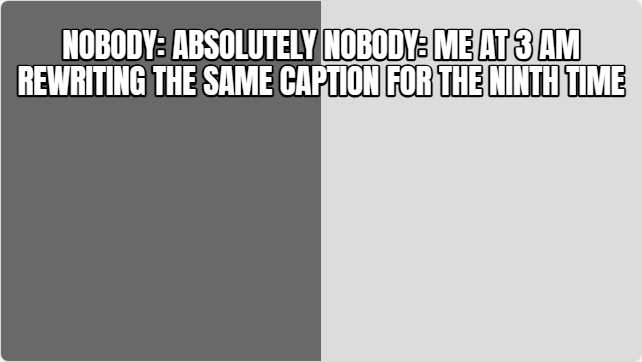 NOBODY: ABSOLUTELY NOBODY: ME AT 3 AM
REWRITING THE SAME CAPTION FOR THE NINTH TIME